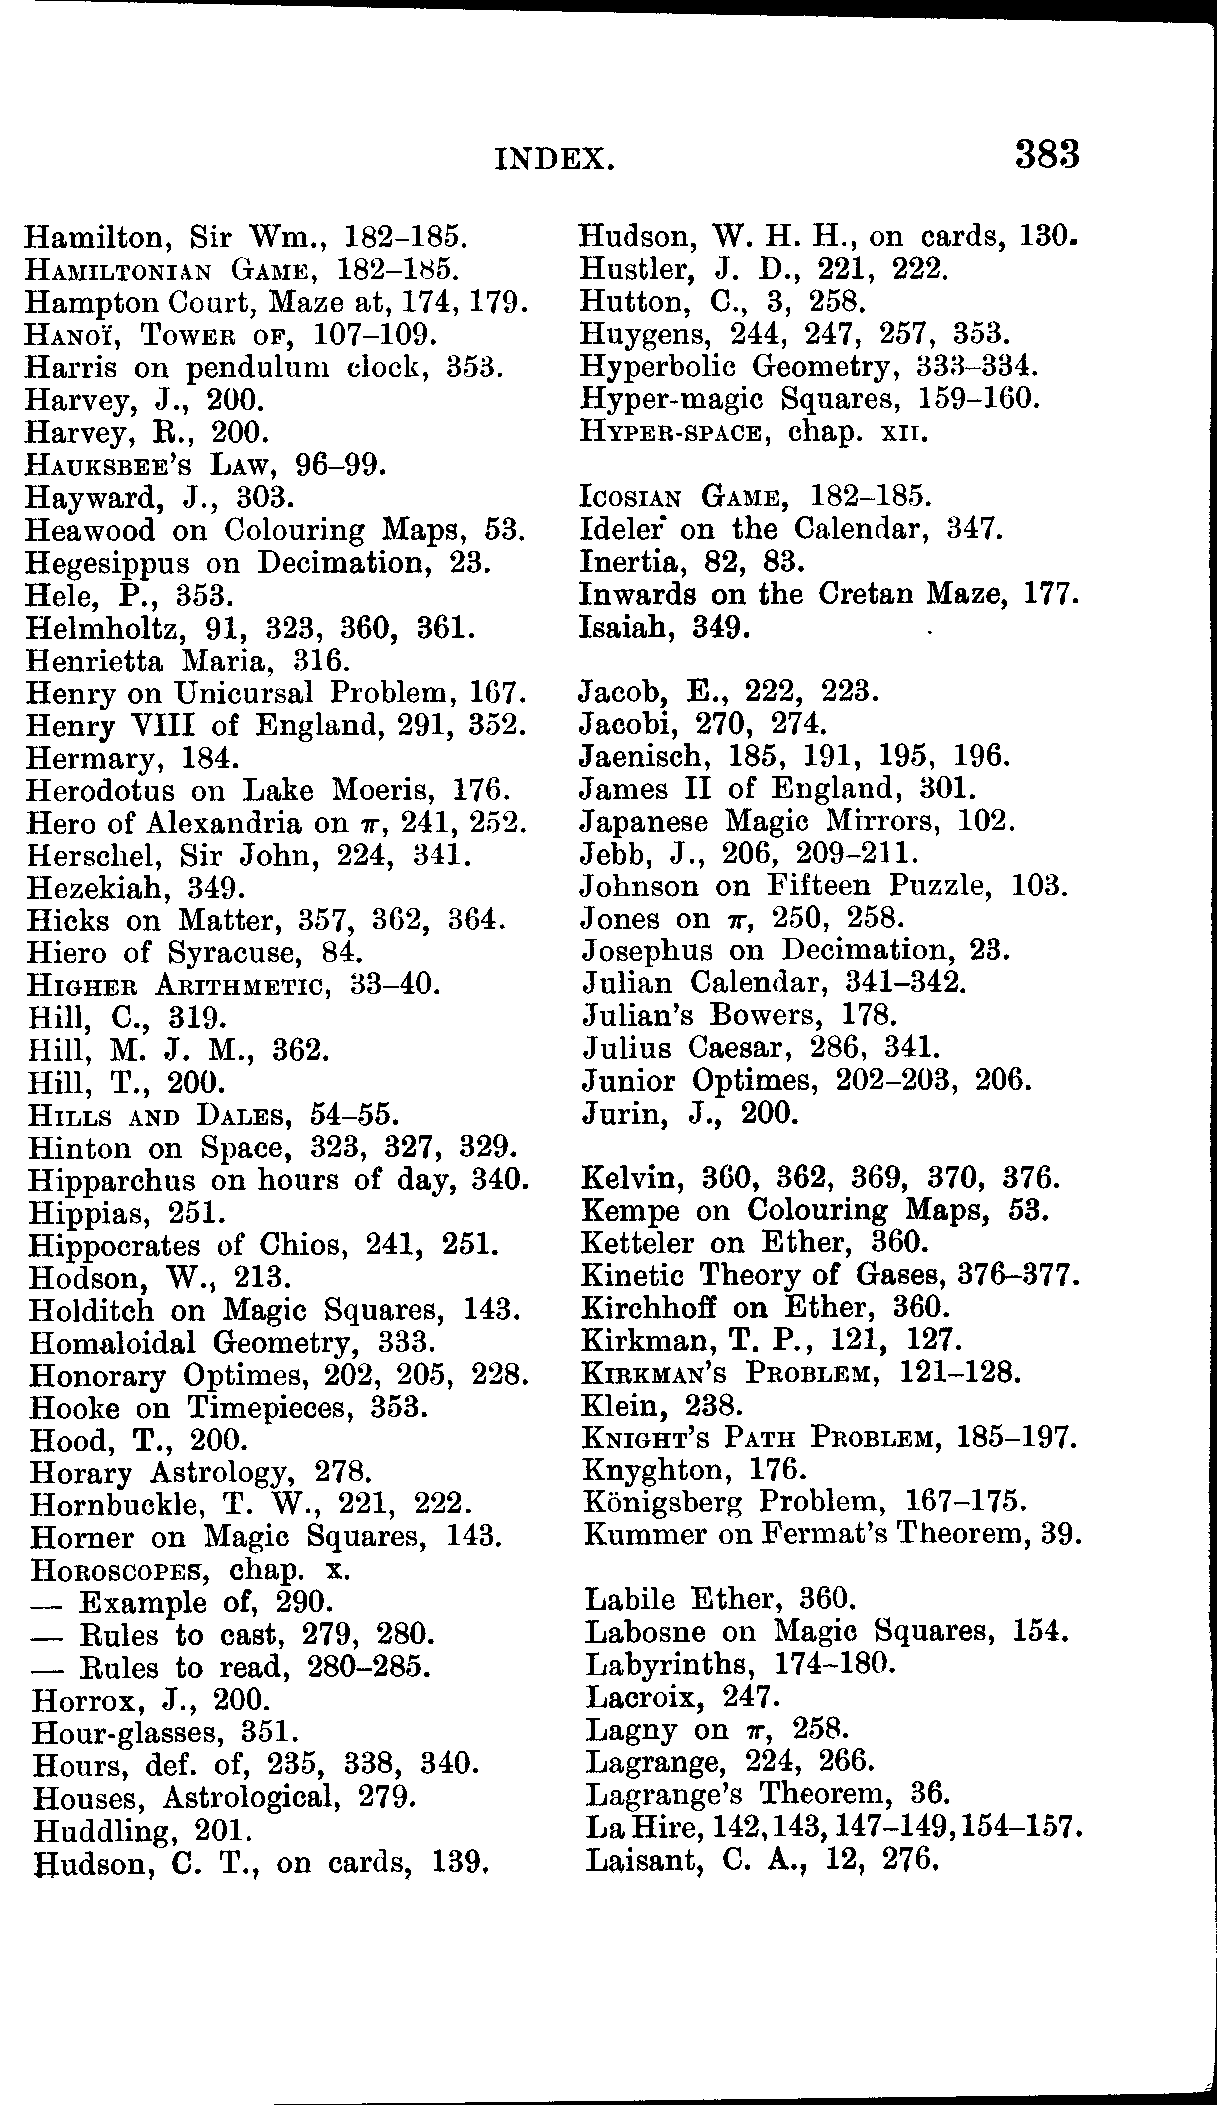 INDEX. 383
Hamilton, Sir Wm., 182–185.
HAMILTONIAN GAME, 182–185.
Hampton Court, Maze at, 174, 179.
HANOÏ, TOWER OF, 107–109.
Harris on pendulum clock, 353.
Harvey, J., 200.
Harvey, R., 200.
HAUKSBEE'S LAW, 96–99.
Hayward, J., 303.
Heawood on Colouring Maps, 53.
Hegesippus on Decimation, 23.
Hele, P., 353.
Helmholtz, 91, 323, 360, 361.
Henrietta Maria, 316.
Henry on Unicursal Problem, 167.
Henry VIII of England, 291, 352.
Hermary, 184.
Herodotus on Lake Moeris, 176.
Hero of Alexandria on π, 241, 252.
Herschel, Sir John, 224, 341.
Hezekiah, 349.
Hicks on Matter, 357, 362, 364.
Hiero of Syracuse, 84.
HIGHER ARITHMETIC, 33–40.
Hill, C., 319.
Hill, M. J. M., 362.
Hill, T., 200.
HILLS AND DALES, 54–55.
Hinton on Space, 323, 327, 329.
Hipparchus on hours of day, 340.
Hippias, 251.
Hippocrates of Chios, 241, 251.
Hodson, W., 213.
Holditch on Magic Squares, 143.
Homaloidal Geometry, 333.
Honorary Optimes, 202, 205, 228.
Hooke on Timepieces, 353.
Hood, T., 200.
Horary Astrology, 278.
Hornbuckle, T. W., 221, 222.
Horner on Magic Squares, 143.
HOROSCOPES, chap. X.
— Example of, 290.
— Rules to cast, 279, 280.
— Rules to read, 280–285.
Horrox, J., 200.
Hour-glasses, 351.
Hours, def. of, 235, 338, 340.
Houses, Astrological, 279.
Huddling, 201.
Hudson, C. T., on cards, 139.
Hudson, W. H. H., on cards, 130.
Hustler, J. D., 221, 222.
Hutton, C., 3, 258.
Huygens, 244, 247, 257, 353.
Hyperbolic Geometry, 333–334.
Hyper-magic Squares, 159–160.
HYPER-SPACE, chap. XII.
ICOSIAN GAME, 182–185.
Ideler on the Calendar, 347.
Inertia, 82, 83.
Inwards on the Cretan Maze, 177.
Isaiah, 349.
Jacob, E., 222, 223.
Jacobi, 270, 274.
Jaenisch, 185, 191, 195, 196.
James II of England, 301.
Japanese Magic Mirrors, 102.
Jebb, J., 206, 209–211.
Johnson on Fifteen Puzzle, 103.
Jones on π, 250, 258.
Josephus on Decimation, 23.
Julian Calendar, 341–342.
Julian's Bowers, 178.
Julius Caesar, 286, 341.
Junior Optimes, 202–203, 206.
Jurin, J., 200.
Kelvin, 360, 362, 369, 370, 376.
Kempe on Colouring Maps, 53.
Ketteler on Ether, 360.
Kinetic Theory of Gases, 376–377.
Kirchhoff on Ether, 360.
Kirkman, T. P., 121, 127.
KIRKMAN'S PROBLEM, 121–128.
Klein, 238.
KNIGHT'S PATH PROBLEM, 185–197.
Knyghton, 176.
Königsberg Problem, 167–175.
Kummer on Fermat's Theorem, 39.
Labile Ether, 360.
Labosne on Magic Squares, 154.
Labyrinths, 174–180.
Lacroix, 247.
Lagny on π, 258.
Lagrange, 224, 266.
Lagrange's Theorem, 36.
La Hire, 142, 143, 147–149, 154–157.
Laisant, C. A., 12, 276.